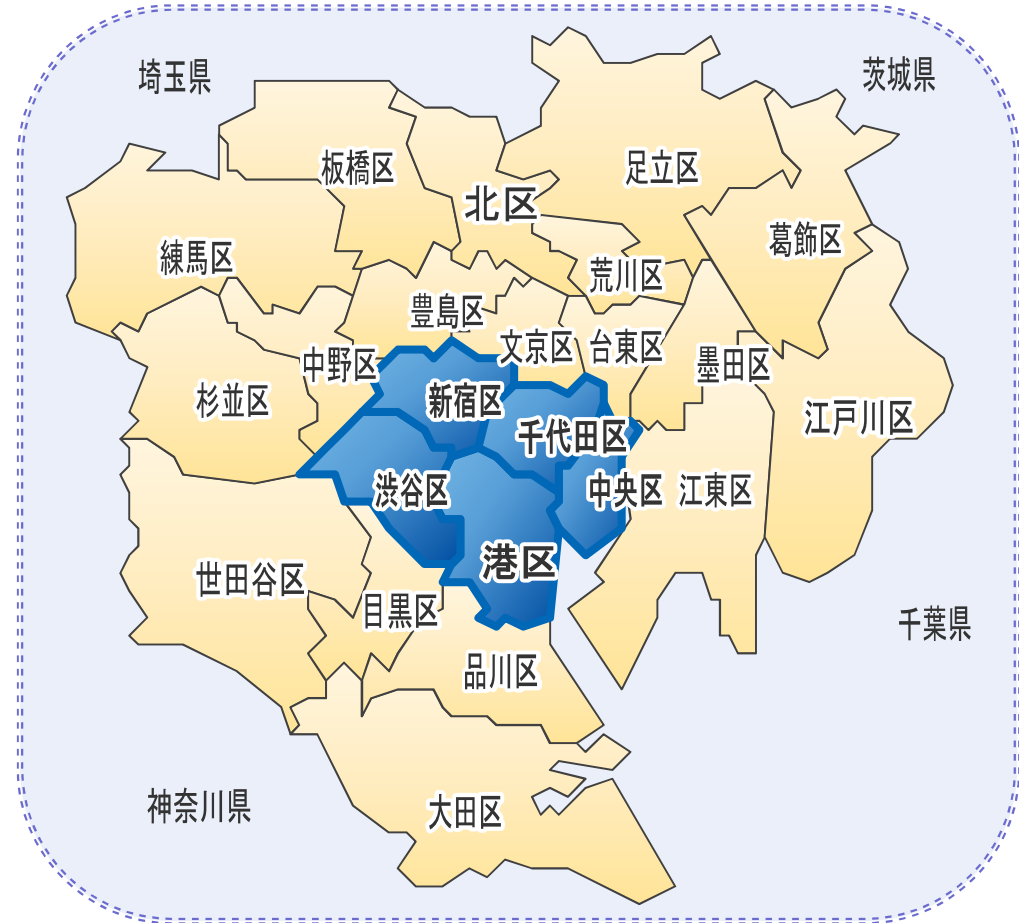 埼玉県
茨城県
板橋区
足立区
北区
練馬区
葛飾区
荒川区
豊島区
文京区
台東区
中野区
墨田区
杉並区
新宿区
江戸川区
千代田区
渋谷区
中央区
江東区
港区
世田谷区
目黒区
千葉県
品川区
神奈川県
大田区